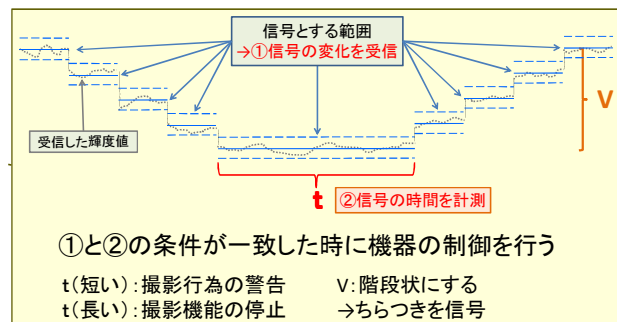 信号とする範囲
→①信号の変化を受信
受信した輝度値
V
t
②信号の時間を計測
①と②の条件が一致した時に機器の制御を行う
t(短い):撮影行為の警告
V:階段状にする
t(長い):撮影機能の停止
→ちらつきを信号